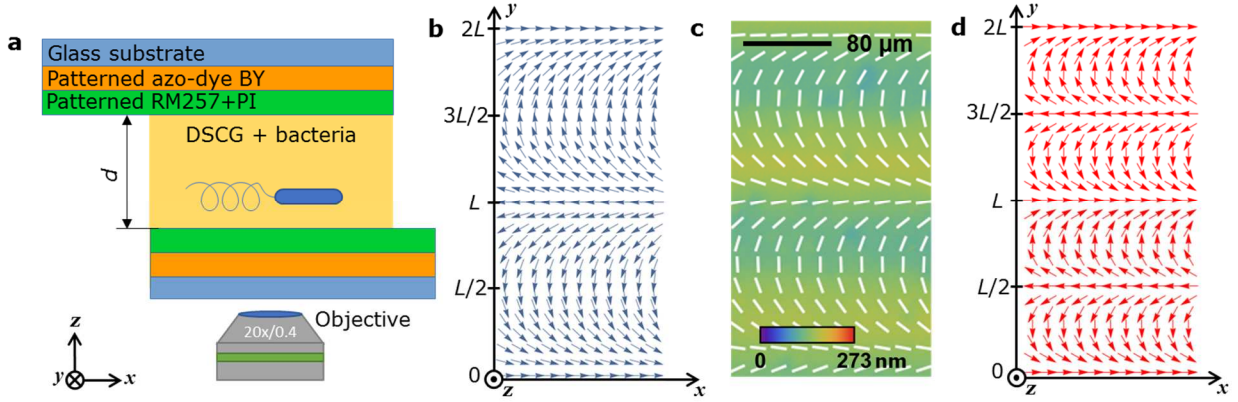 a
Glass substrate
Patterned azo-dye BY
Patterned RM257+PI
DSCG + bacteria
d
20x/0.4
Objective
z
y
x
b
y
2L
3L/2
L
L/2
0
z
x
c
80 µm
0
273 nm
d
y
2L
3L/2
L
L/2
0
z
x